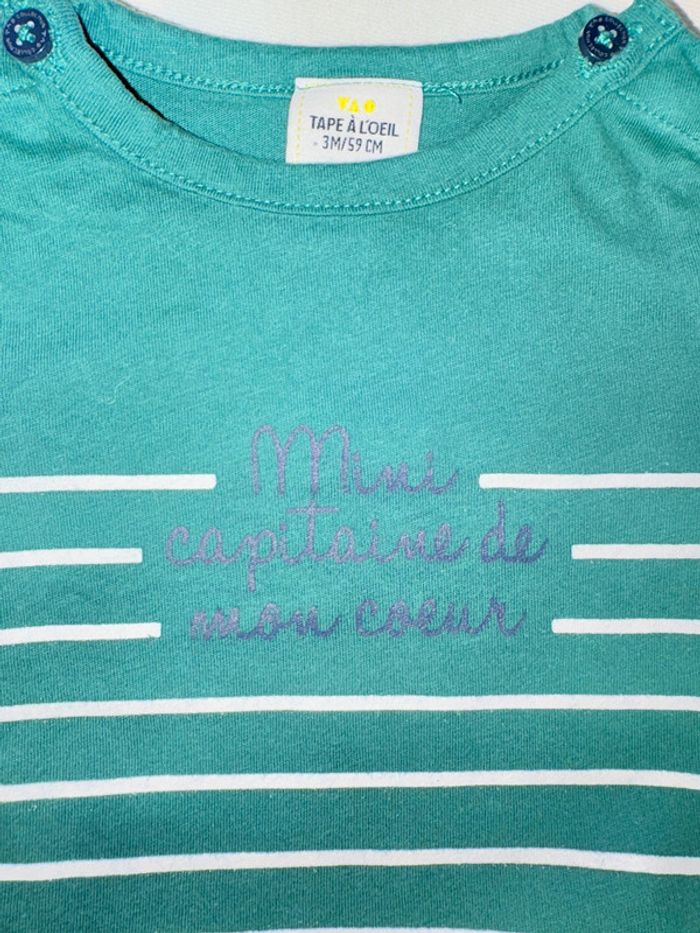 TAO
TAPE À L'OEIL
3M/59 CM
Mini
capitaine de
mon coeur